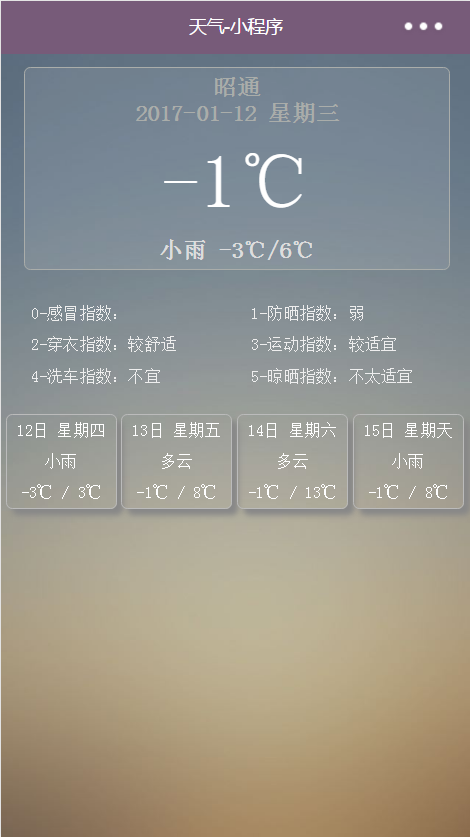 天气-小程序
昭通
2017-01-12 星期三
-1℃
小雨 -3℃/6℃
0-感冒指数： 1-防晒指数：弱
2-穿衣指数：较舒适 3-运动指数：较适宜
4-洗车指数：不宜 5-晾晒指数：不太适宜
12日 星期四 13日 星期五 14日 星期六 15日 星期天
小雨 多云 多云 小雨
-3℃ / 3℃ -1℃ / 8℃ -1℃ / 13℃ -1℃ / 8℃